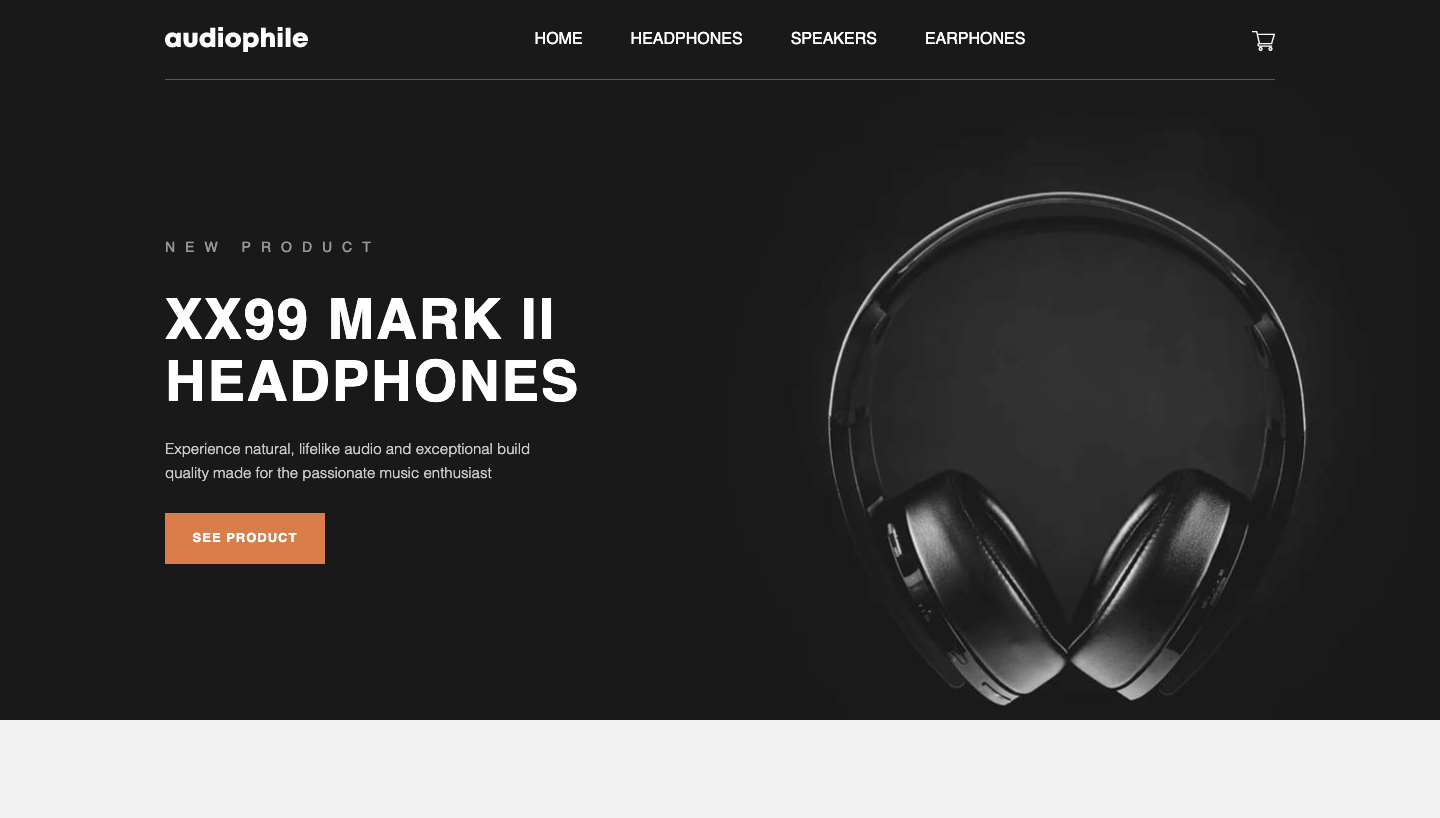 audiophile
HOME HEADPHONES SPEAKERS EARPHONES
NEW PRODUCT
XX99 MARK II
HEADPHONES
Experience natural, lifelike audio and exceptional build
quality made for the passionate music enthusiast
SEE PRODUCT